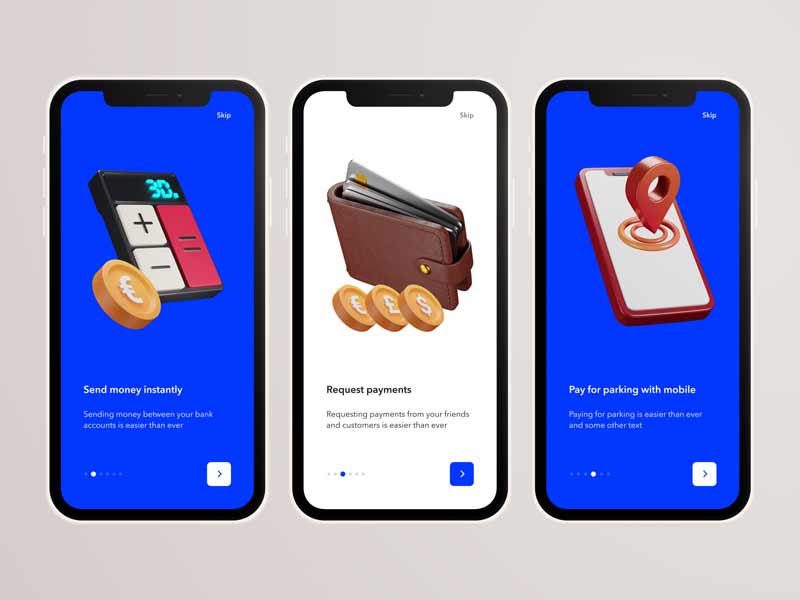 Skip
3D.
+
−
=
€
Send money instantly
Sending money between your bank
accounts is easier than ever
Skip
€
£
$
Request payments
Requesting payments from your friends
and customers is easier than ever
Skip
Pay for parking with mobile
Paying for parking is easier than ever
and some other text